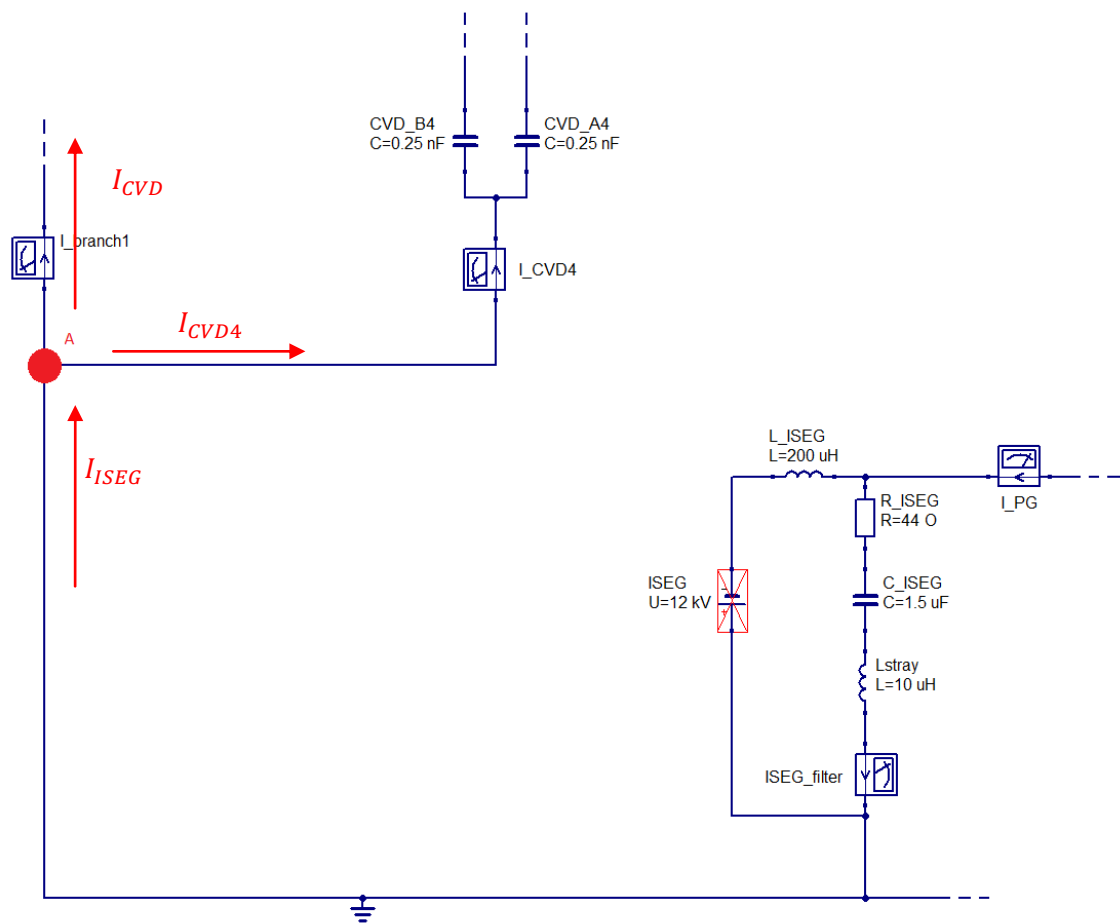 CVD_B4
C=0.25 nF
CVD_A4
C=0.25 nF
I_CVD
I_branch1
I_CVD4
I_CVD4
A
I_ISEG
L_ISEG
L=200 uH
R_ISEG
R=44 O
I_PG
ISEG
U=12 kV
-
+
C_ISEG
C=1.5 uF
Lstray
L=10 uH
ISEG_filter